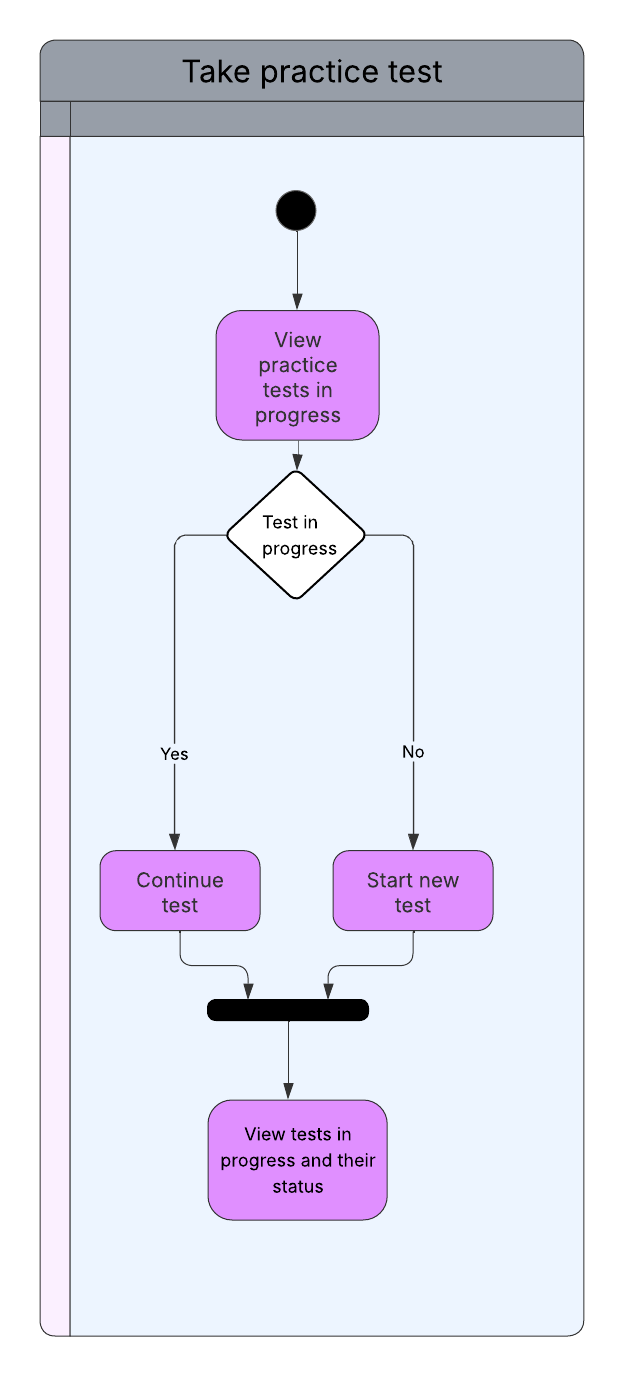 Take practice test
View
practice
tests in
progress
Test in
progress
Yes
No
Continue
test
Start new
test
View tests in
progress and their
status